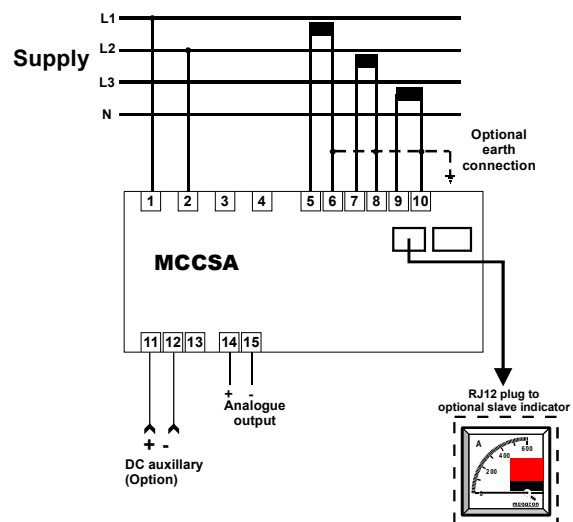 L1
L2
Supply
L3
N
Optional
earth
connection
1 2 3 4 5 6 7 8 9 10
MCCSA
11 12 13 14 15
+ -
Analogue
output
+ -
DC auxillary
(Option)
RJ12 plug to
optional slave indicator
A
600
400
200
0